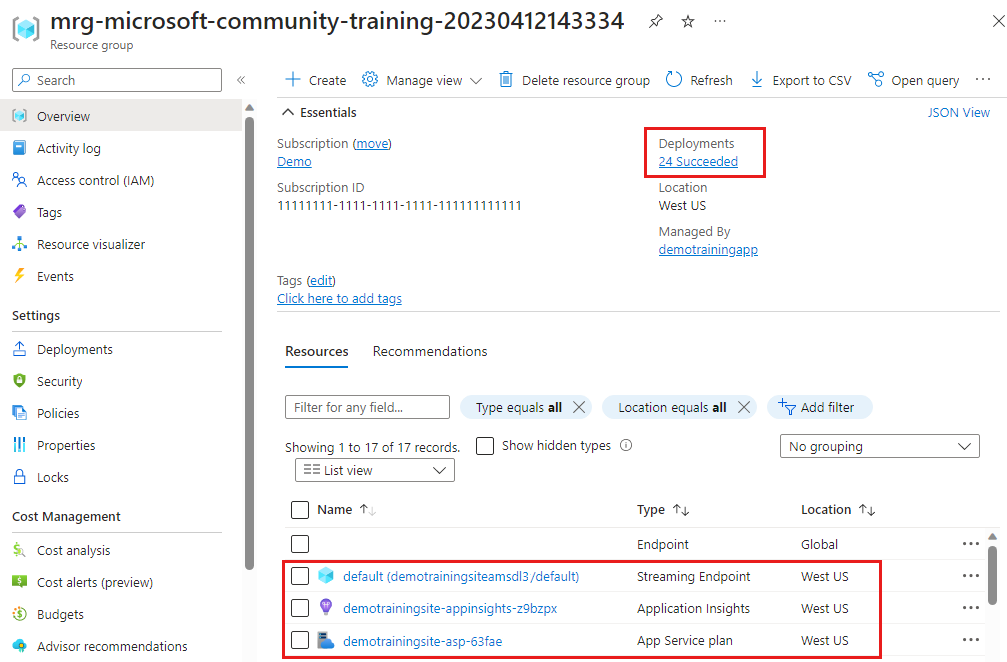 mrg-microsoft-community-training-20230412143334
Resource group
Search
Overview
Activity log
Access control (IAM)
Tags
Resource visualizer
Events
Settings
Deployments
Security
Policies
Properties
Locks
Cost Management
Cost analysis
Cost alerts (preview)
Budgets
Advisor recommendations
Create Manage view Delete resource group Refresh Export to CSV Open query
Essentials JSON View
Subscription (move)
Demo
Subscription ID
11111111-1111-1111-1111-111111111111
Deployments
24 Succeeded
Location
West US
Managed By
demotrainingapp
Tags (edit)
Click here to add tags
Resources Recommendations
Filter for any field... Type equals all Location equals all Add filter
Showing 1 to 17 of 17 records. Show hidden types No grouping
List view
Name Type Location
Endpoint Global
default (demotrainingsiteamsdl3/default) Streaming Endpoint West US
demotrainingsite-appinsights-z9bzpx Application Insights West US
demotrainingsite-asp-63fae App Service plan West US